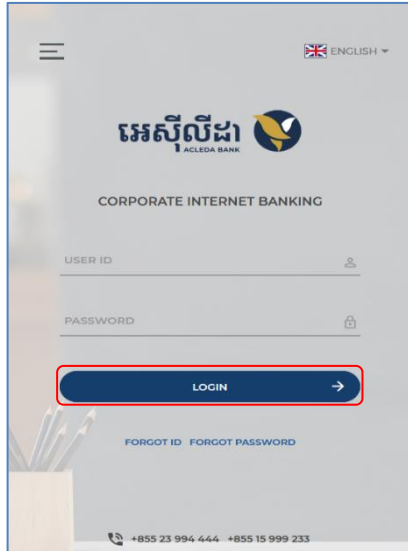 ENGLISH
អេស៊ីលីដា
ACLEDA BANK
CORPORATE INTERNET BANKING
USER ID
PASSWORD
LOGIN
FORGOT ID FORGOT PASSWORD
+855 23 994 444 +855 15 999 233